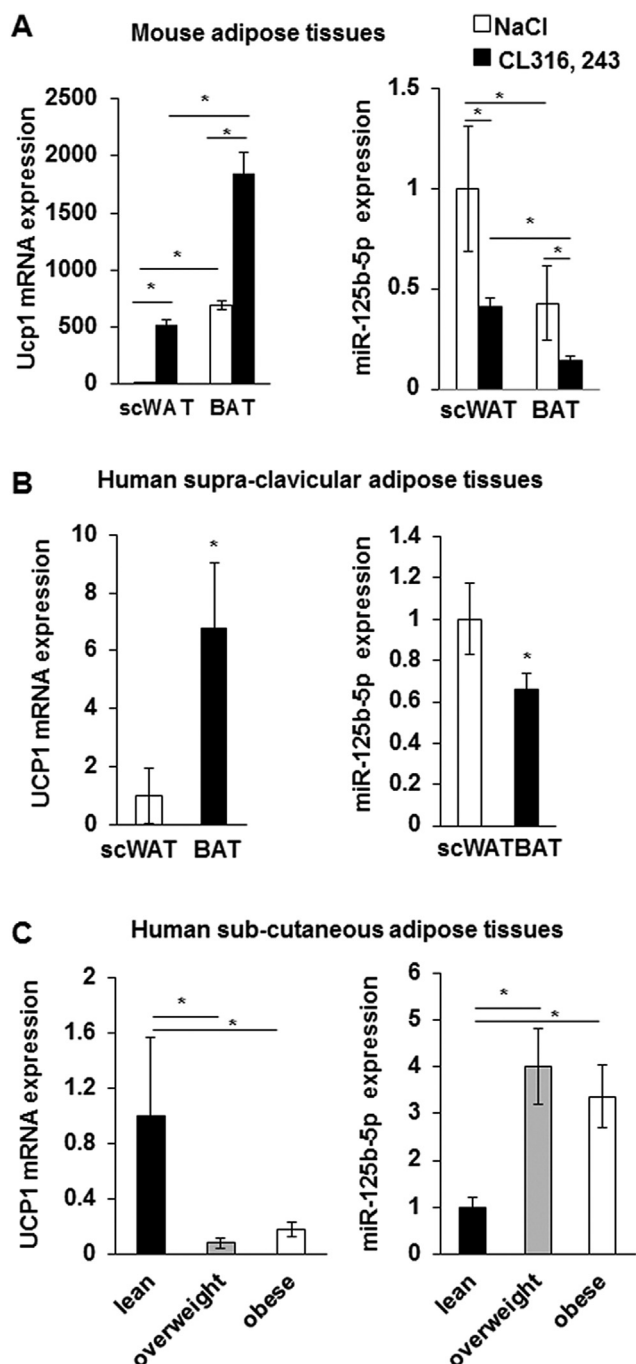 A
Mouse adipose tissues
NaCl
CL316, 243
Ucp1 mRNA expression
2500
2000
1500
1000
500
0
* * * *
scWAT BAT
miR-125b-5p expression
1.5
1
0.5
0
* * * *
scWAT BAT
B
Human supra-clavicular adipose tissues
UCP1 mRNA expression
10
8
6
4
2
0
*
scWAT BAT
miR-125b-5p expression
1.4
1.2
1
0.8
0.6
0.4
0.2
0
*
scWATBAT
C
Human sub-cutaneous adipose tissues
UCP1 mRNA expression
2
1.6
1.2
0.8
0.4
0
* *
lean overweight obese
miR-125b-5p expression
6
5
4
3
2
1
0
* *
lean overweight obese